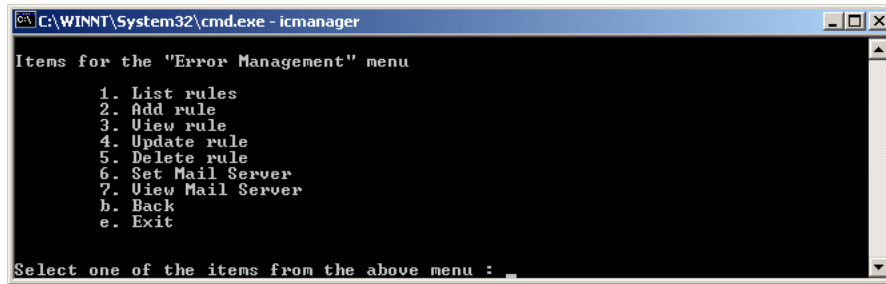 C:\WINNT\System32\cmd.exe - icmanager
Items for the "Error Management" menu
1. List rules
2. Add rule
3. View rule
4. Update rule
5. Delete rule
6. Set Mail Server
7. View Mail Server
b. Back
e. Exit
Select one of the items from the above menu : _